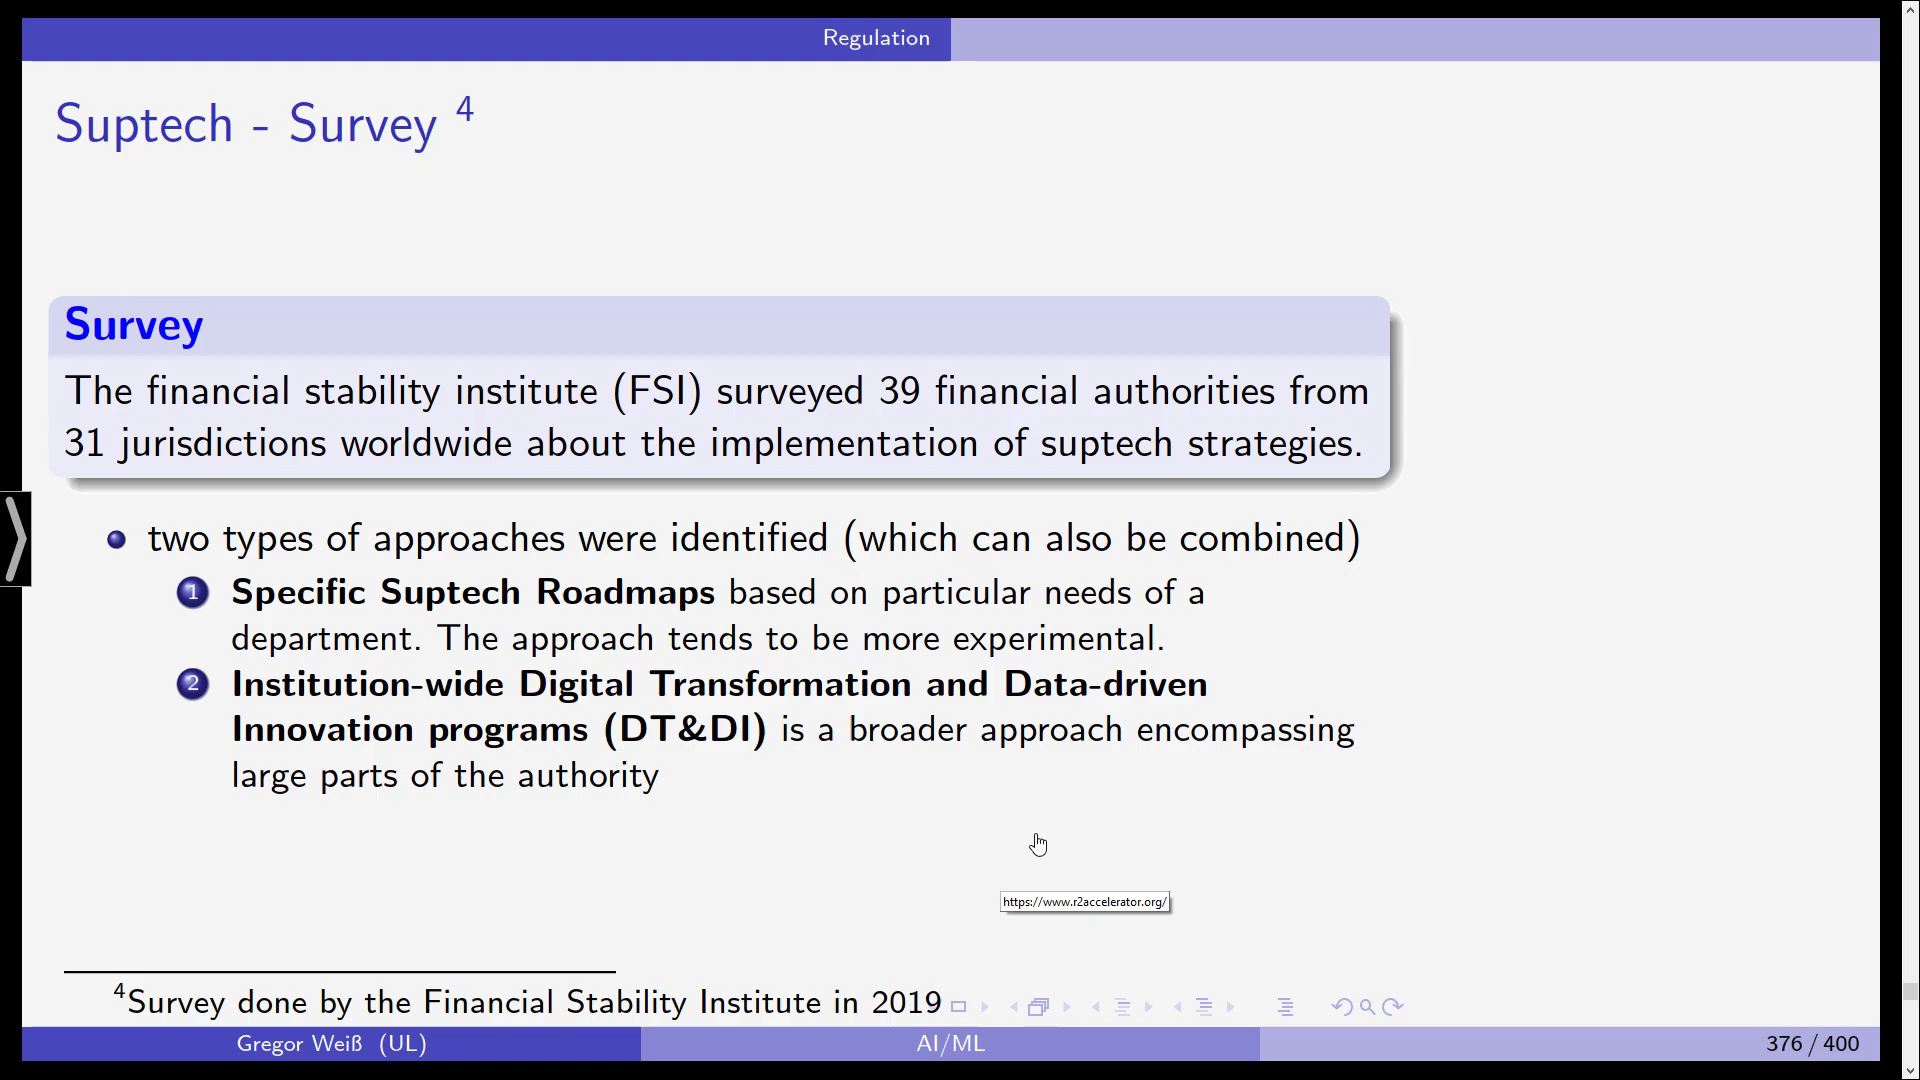 Regulation
Suptech - Survey 4
Survey
The financial stability institute (FSI) surveyed 39 financial authorities from
31 jurisdictions worldwide about the implementation of suptech strategies.
two types of approaches were identified (which can also be combined)
1 Specific Suptech Roadmaps based on particular needs of a
department. The approach tends to be more experimental.
2 Institution-wide Digital Transformation and Data-driven
Innovation programs (DT&DI) is a broader approach encompassing
large parts of the authority
https://www.r2accelerator.org/
4Survey done by the Financial Stability Institute in 2019
Gregor Weiß (UL) AI/ML 376 / 400